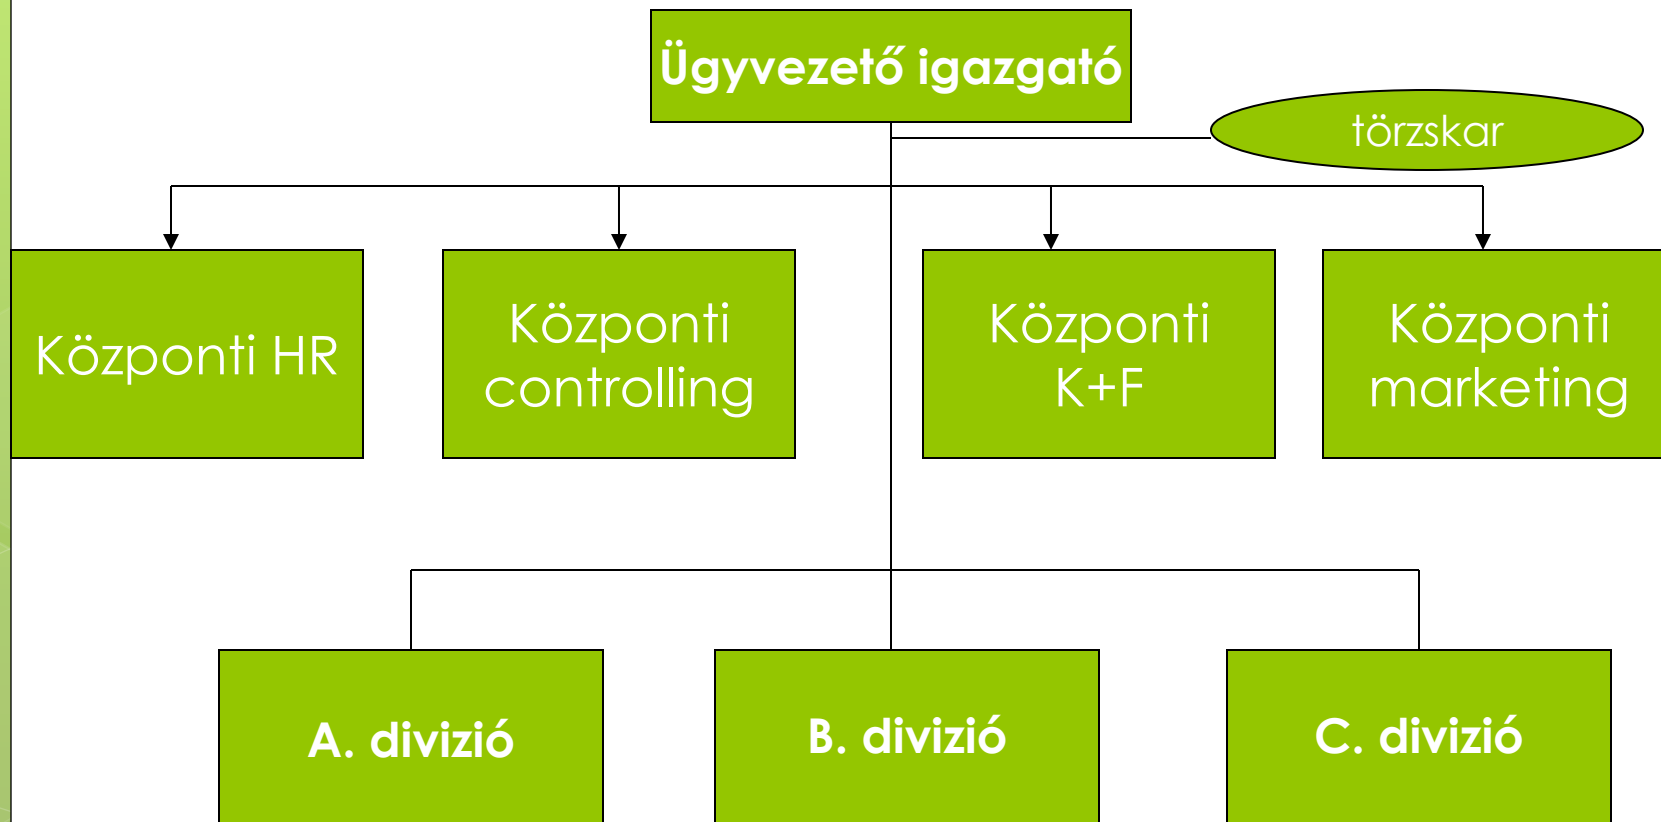 Ügyvezető igazgató
törzskar
Központi HR
Központi
controlling
Központi
K+F
Központi
marketing
A. divizió
B. divizió
C. divizió